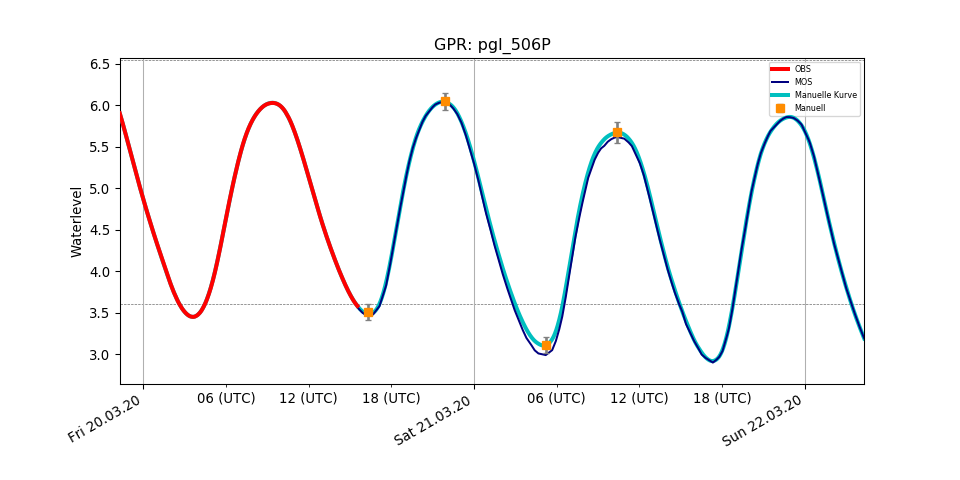 GPR: pgl_506P
6.5
6.0
5.5
5.0
4.5
4.0
3.5
3.0
Waterlevel
OBS
MOS
Manuelle Kurve
Manuell
Fri 20.03.20
06 (UTC)
12 (UTC)
18 (UTC)
Sat 21.03.20
06 (UTC)
12 (UTC)
18 (UTC)
Sun 22.03.20